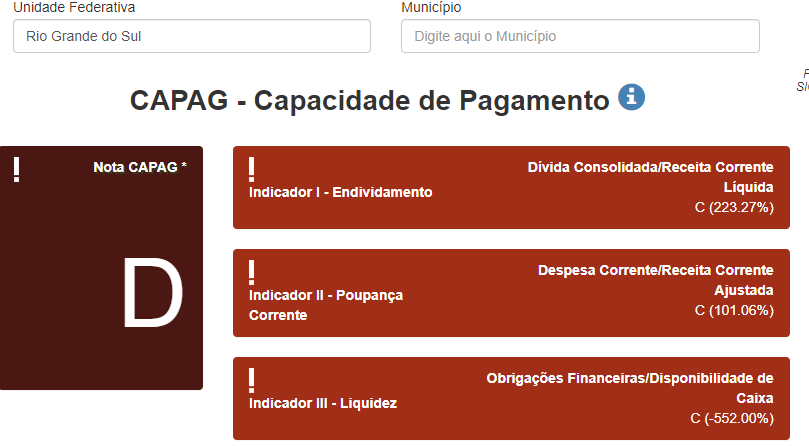 Unidade Federativa
Município
Rio Grande do Sul
Digite aqui o Município
CAPAG - Capacidade de Pagamento
Nota CAPAG *
D
Indicador I - Endividamento
Dívida Consolidada/Receita Corrente
Líquida
C (223.27%)
Indicador II - Poupança
Corrente
Despesa Corrente/Receita Corrente
Ajustada
C (101.06%)
Indicador III - Liquidez
Obrigações Financeiras/Disponibilidade de
Caixa
C (-552.00%)